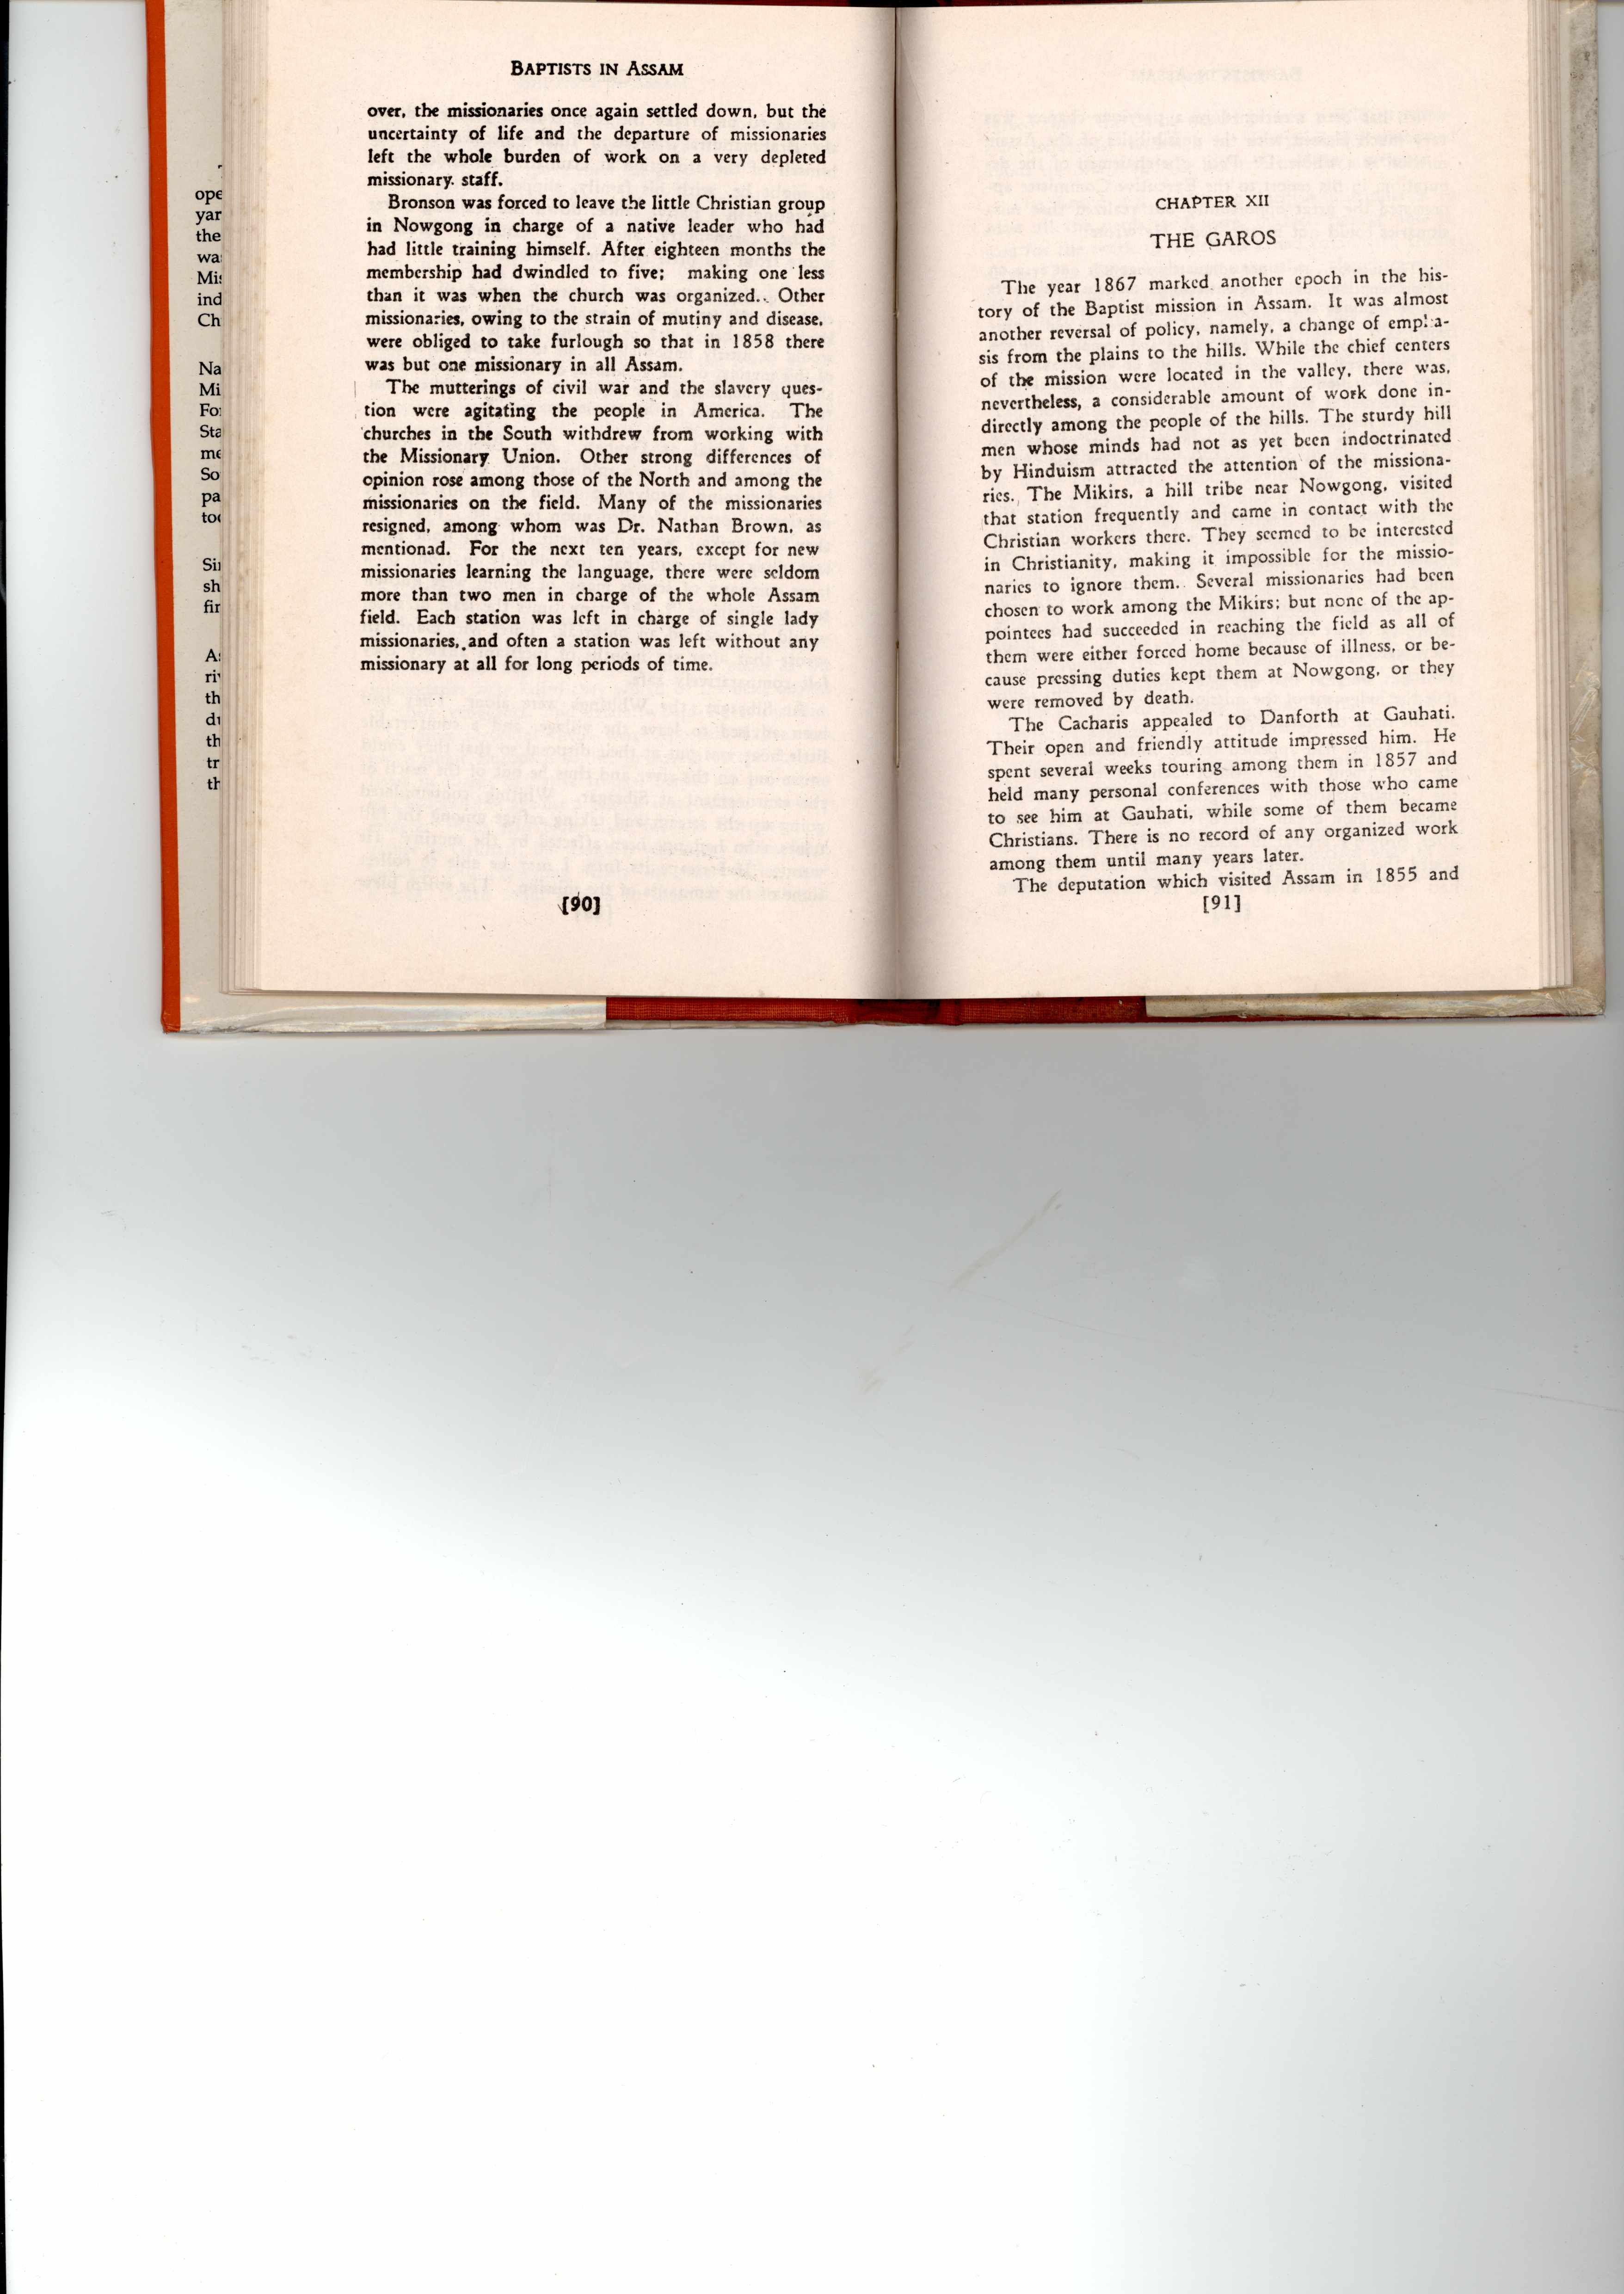 ope
yar
the
wa
Mis
ind
Ch
Na
Mi
For
Sta
me
So
pa
too
Sin
sh
fir
A
riv
th
du
th
tr
th
BAPTISTS IN ASSAM
over, the missionaries once again settled down, but the
uncertainty of life and the departure of missionaries
left the whole burden of work on a very depleted
missionary. staff.
Bronson was forced to leave the little Christian group
in Nowgong in charge of a native leader who had
had little training himself. After eighteen months the
membership had dwindled to five; making one less
than it was when the church was organized. Other
missionaries, owing to the strain of mutiny and disease,
were obliged to take furlough so that in 1858 there
was but one missionary in all Assam.
The mutterings of civil war and the slavery ques-
tion were agitating the people in America. The
churches in the South withdrew from working with
the Missionary Union. Other strong differences of
opinion rose among those of the North and among the
missionaries on the field. Many of the missionaries
resigned, among whom was Dr. Nathan Brown, as
mentionad. For the next ten years, except for new
missionaries learning the language, there were seldom
more than two men in charge of the whole Assam
field. Each station was left in charge of single lady
missionaries, and often a station was left without any
missionary at all for long periods of time.
[90]
CHAPTER XII
THE GAROS
The year 1867 marked another epoch in the his-
tory of the Baptist mission in Assam. It was almost
another reversal of policy, namely, a change of empha-
sis from the plains to the hills. While the chief centers
of the mission were located in the valley, there was,
nevertheless, a considerable amount of work done in-
directly among the people of the hills. The sturdy hill
men whose minds had not as yet been indoctrinated
by Hinduism attracted the attention of the missiona-
ries. The Mikirs, a hill tribe near Nowgong, visited
that station frequently and came in contact with the
Christian workers there. They seemed to be interested
in Christianity, making it impossible for the missio-
naries to ignore them. Several missionaries had been
chosen to work among the Mikirs; but none of the ap-
pointees had succeeded in reaching the field as all of
them were either forced home because of illness, or be-
cause pressing duties kept them at Nowgong, or they
were removed by death.
The Cacharis appealed to Danforth at Gauhati.
Their open and friendly attitude impressed him. He
spent several weeks touring among them in 1857 and
held many personal conferences with those who came
to see him at Gauhati, while some of them became
Christians. There is no record of any organized work
among them until many years later.
The deputation which visited Assam in 1855 and
[91]